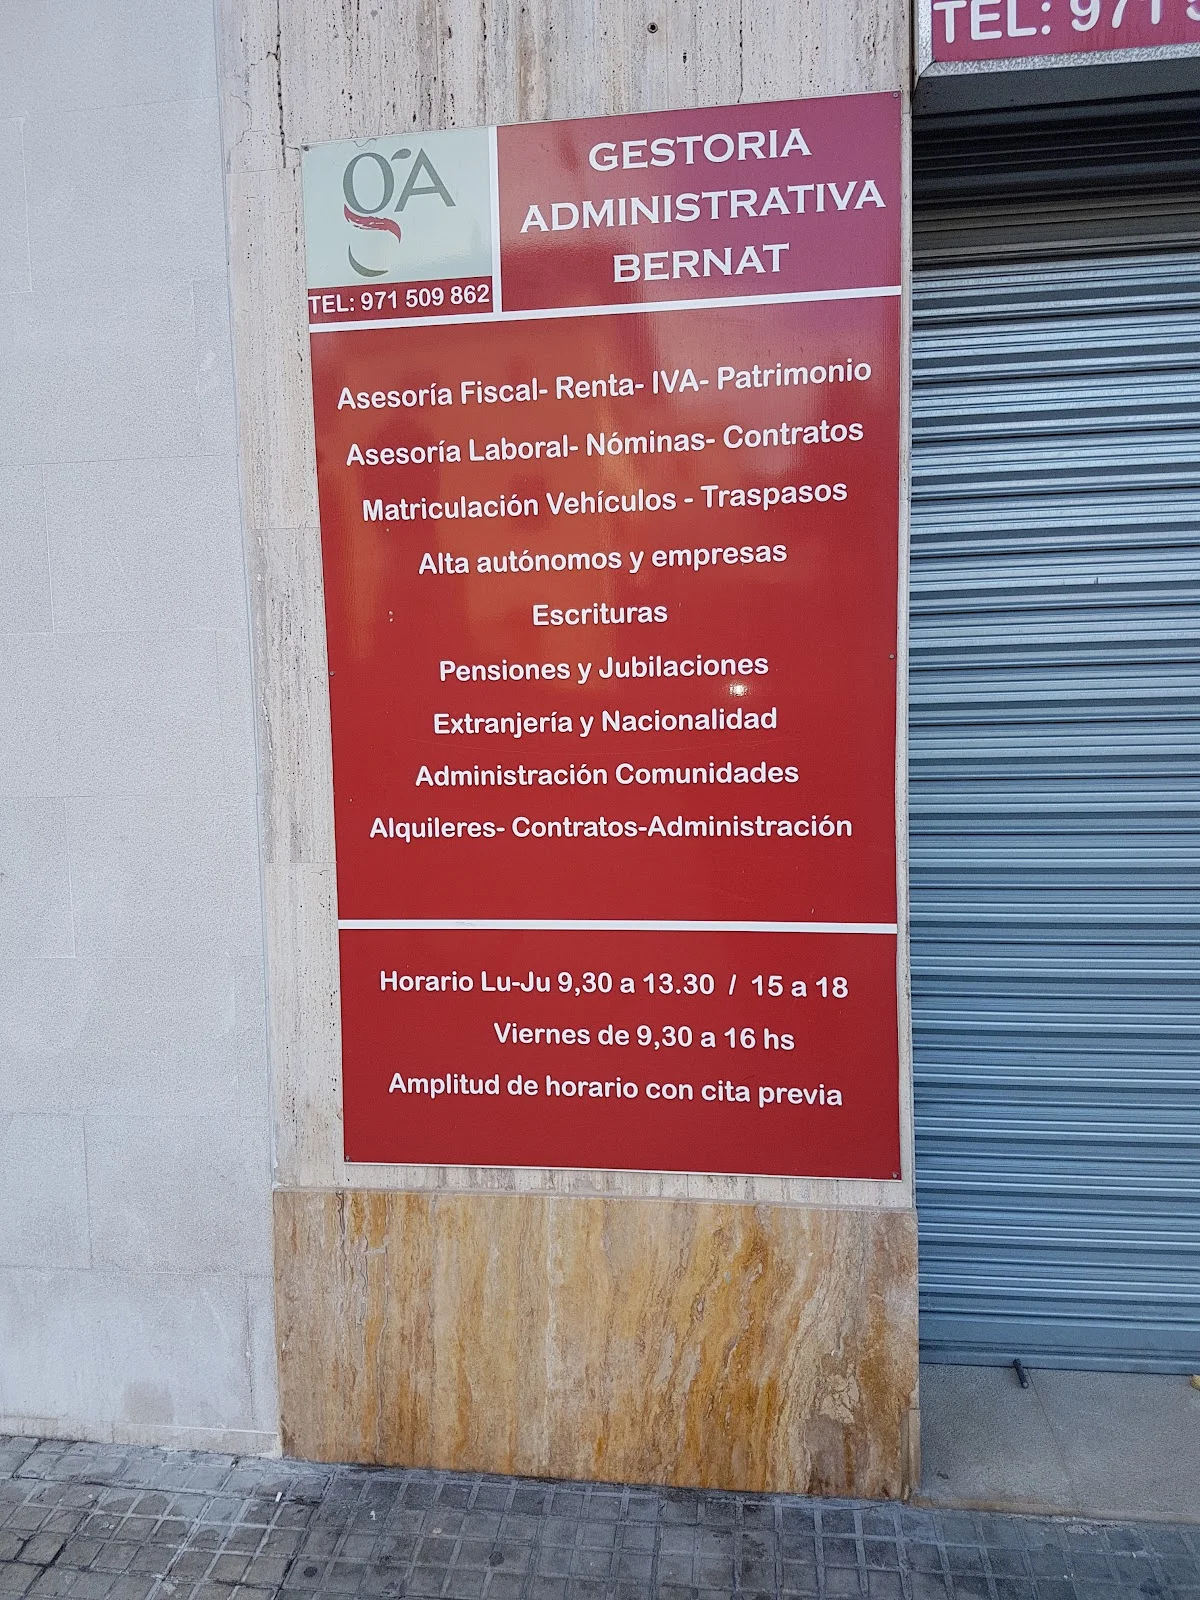 TEL: 971 5
gA
GESTORIA
ADMINISTRATIVA
BERNAT
TEL: 971 509 862
Asesoría Fiscal- Renta- IVA- Patrimonio
Asesoría Laboral- Nóminas- Contratos
Matriculación Vehículos - Traspasos
Alta autónomos y empresas
Escrituras
Pensiones y Jubilaciones
Extranjería y Nacionalidad
Administración Comunidades
Alquileres- Contratos-Administración
Horario Lu-Ju 9,30 a 13.30 / 15 a 18
Viernes de 9,30 a 16 hs
Amplitud de horario con cita previa